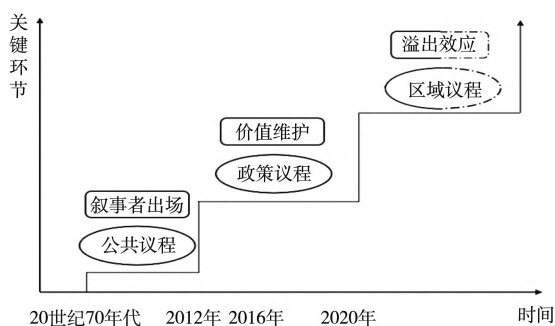 关键环节
溢出效应
区域议程
价值维护
政策议程
叙事者出场
公共议程
20世纪70年代 2012年 2016年 2020年 时间